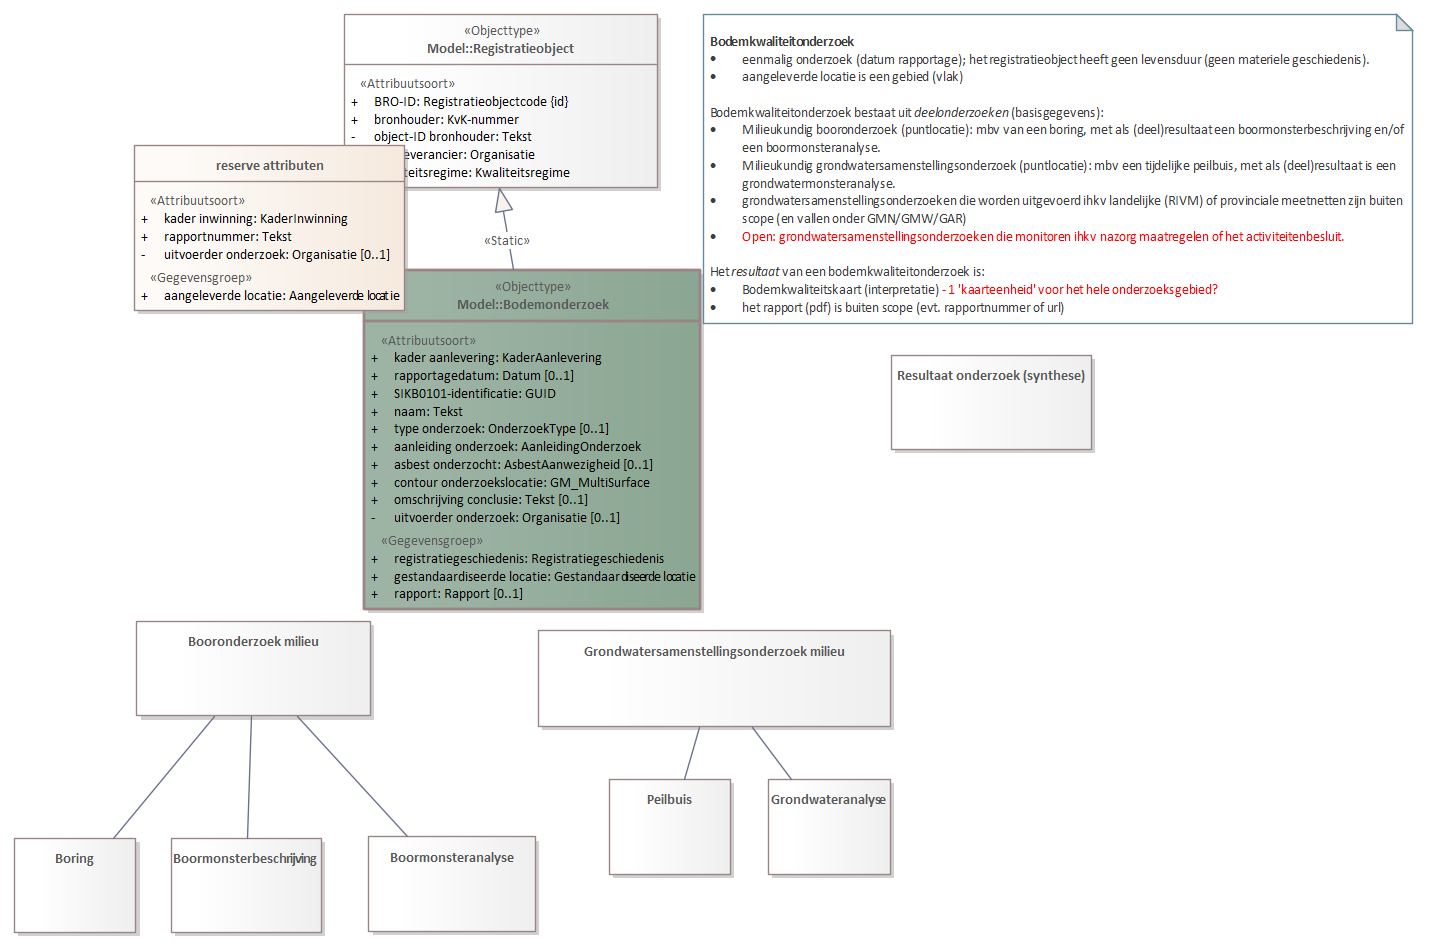 «Objecttype»
Model::Registratieobject
«Attribuutsoort»
+ BRO-ID: Registratieobjectcode {id}
+ bronhouder: KvK-nummer
- object-ID bronhouder: Tekst
everancier: Organisatie
teitsregime: Kwaliteitsregime
reserve attributen
«Attribuutsoort»
+ kader inwinning: KaderInwinning
+ rapportnummer: Tekst
- uitvoerder onderzoek: Organisatie [0..1]
«Gegevensgroep»
+ aangeleverde locatie: Aangeleverde locatie
«Static»
«Objecttype»
Model::Bodemonderzoek
«Attribuutsoort»
+ kader aanlevering: KaderAanlevering
+ rapportagedatum: Datum [0..1]
+ SIKB0101-identificatie: GUID
+ naam: Tekst
+ type onderzoek: OnderzoekType [0..1]
+ aanleiding onderzoek: AanleidingOnderzoek
+ asbest onderzocht: AsbestAanwezigheid [0..1]
+ contour onderzoekslocatie: GM_MultiSurface
+ omschrijving conclusie: Tekst [0..1]
- uitvoerder onderzoek: Organisatie [0..1]
«Gegevensgroep»
+ registratiegeschiedenis: Registratiegeschiedenis
+ gestandaardiseerde locatie: Gestandaardiseerde locatie
+ rapport: Rapport [0..1]
Bodemkwaliteitonderzoek
• eenmalig onderzoek (datum rapportage); het registratieobject heeft geen levensduur (geen materiele geschiedenis).
• aangeleverde locatie is een gebied (vlak)
Bodemkwaliteitonderzoek bestaat uit deelonderzoeken (basisgegevens):
• Milieukundig booronderzoek (puntlocatie): mbv van een boring, met als (deel)resultaat een boormonsterbeschrijving en/of
een boormonsteranalyse.
• Milieukundig grondwatersamenstellingsonderzoek (puntlocatie): mbv een tijdelijke peilbuis, met als (deel)resultaat is een
grondwatermonsteranalyse.
• grondwatersamenstellingsonderzoeken die worden uitgevoerd ihkv landelijke (RIVM) of provinciale meetnetten zijn buiten
scope (en vallen onder GMN/GMW/GAR)
• Open: grondwatersamenstellingsonderzoeken die monitoren ihkv nazorg maatregelen of het activiteitenbesluit.
Het resultaat van een bodemkwaliteitonderzoek is:
• Bodemkwaliteitskaart (interpretatie) - 1 'kaarteenheid' voor het hele onderzoeksgebied?
• het rapport (pdf) is buiten scope (evt. rapportnummer of url)
Resultaat onderzoek (synthese)
Booronderzoek milieu
Grondwatersamenstellingsonderzoek milieu
Peilbuis
Grondwateranalyse
Boring
Boormonsterbeschrijving
Boormonsteranalyse